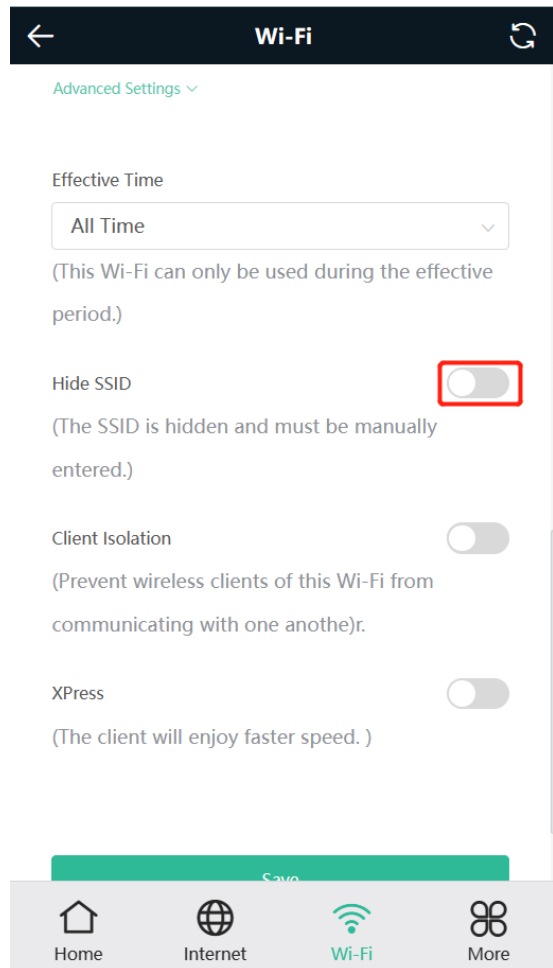 Wi-Fi
Advanced Settings
Effective Time
All Time
(This Wi-Fi can only be used during the effective
period.)
Hide SSID
(The SSID is hidden and must be manually
entered.)
Client Isolation
(Prevent wireless clients of this Wi-Fi from
communicating with one anothe)r.
XPress
(The client will enjoy faster speed. )
Save
Home Internet Wi-Fi More